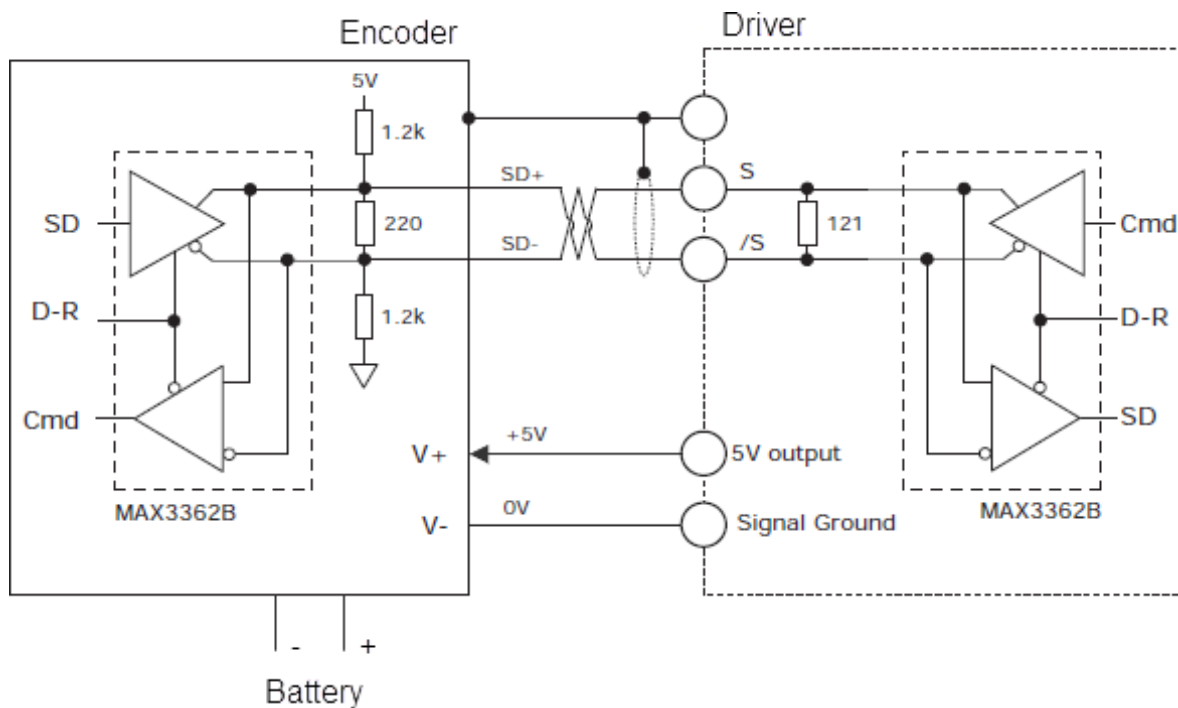 Encoder
Driver
5V
1.2k
SD+
S
SD
220
121
Cmd
SD-
/S
D-R
1.2k
D-R
Cmd
SD
+5V
V+
5V output
MAX3362B
MAX3362B
0V
V-
Signal Ground
- +
Battery